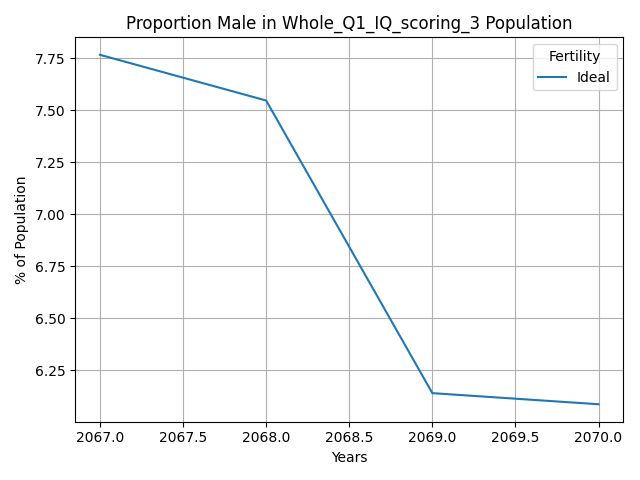 Proportion Male in Whole_Q1_IQ_scoring_3 Population
Fertility
Ideal
7.75
7.50
7.25
7.00
6.75
6.50
6.25
% of Population
2067.0 2067.5 2068.0 2068.5 2069.0 2069.5 2070.0
Years